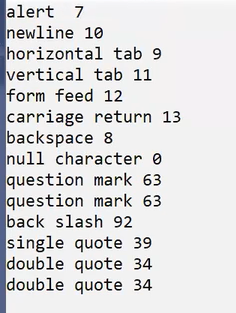 alert  7
newline 10
horizontal tab 9
vertical tab 11
form feed 12
carriage return 13
backspace 8
null character 0
question mark 63
question mark 63
back slash 92
single quote 39
double quote 34
double quote 34